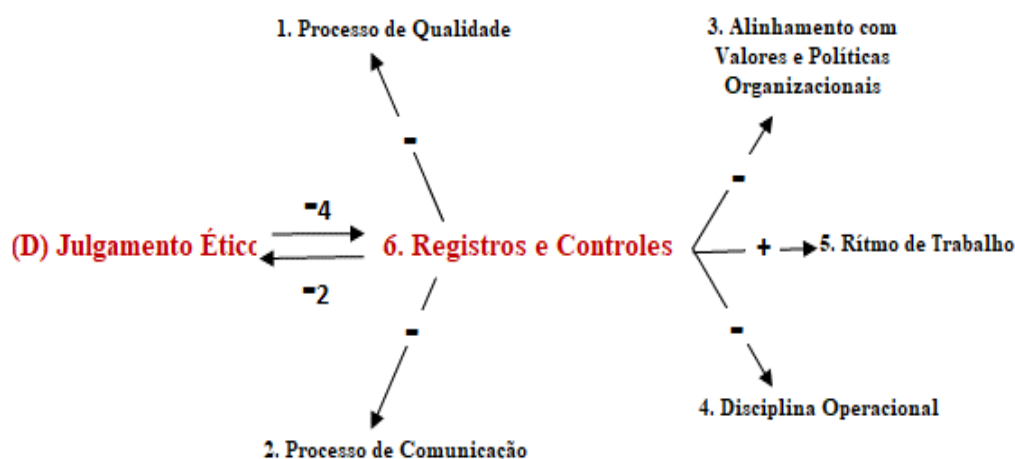 1. Processo de Qualidade
3. Alinhamento com
Valores e Políticas
Organizacionais
-
-
-4
(D) Julgamento Ético
6. Registros e Controles
+
5. Rítmo de Trabalho
-2
-
-
4. Disciplina Operacional
2. Processo de Comunicação